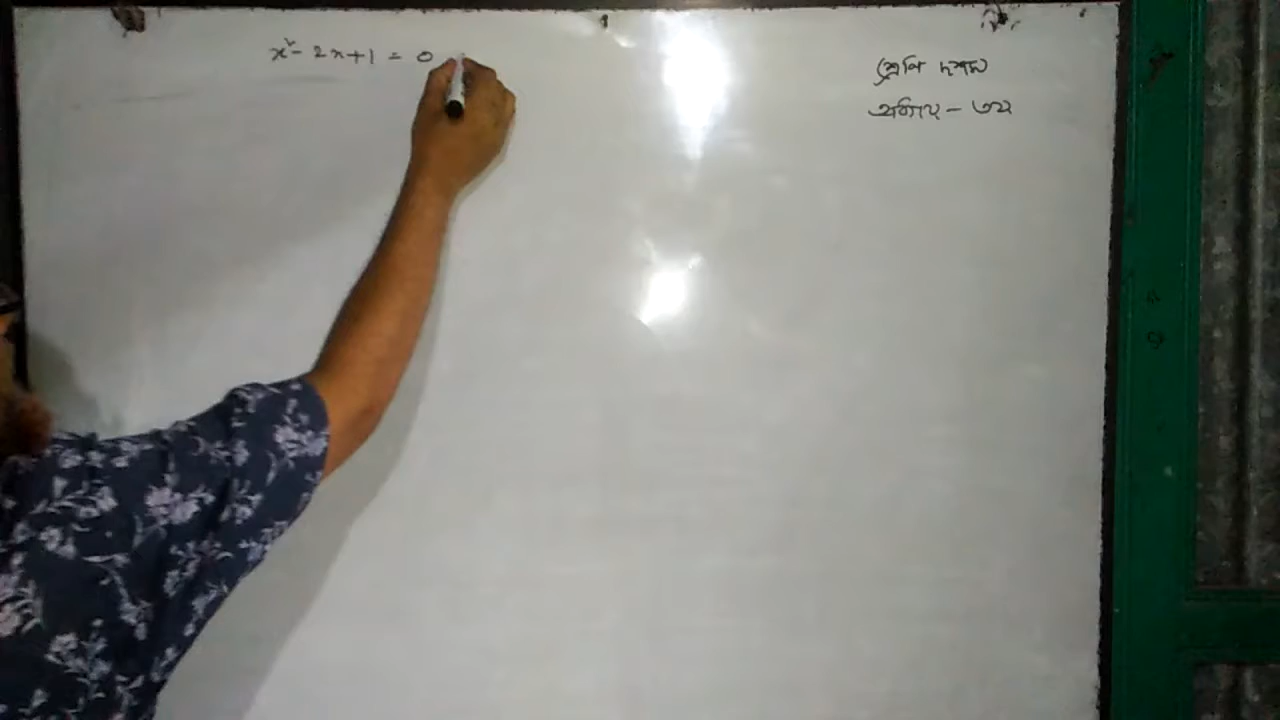 x² - 2x + 1 = 0
শ্রেণি দশম
অধ্যায় - ৩য়